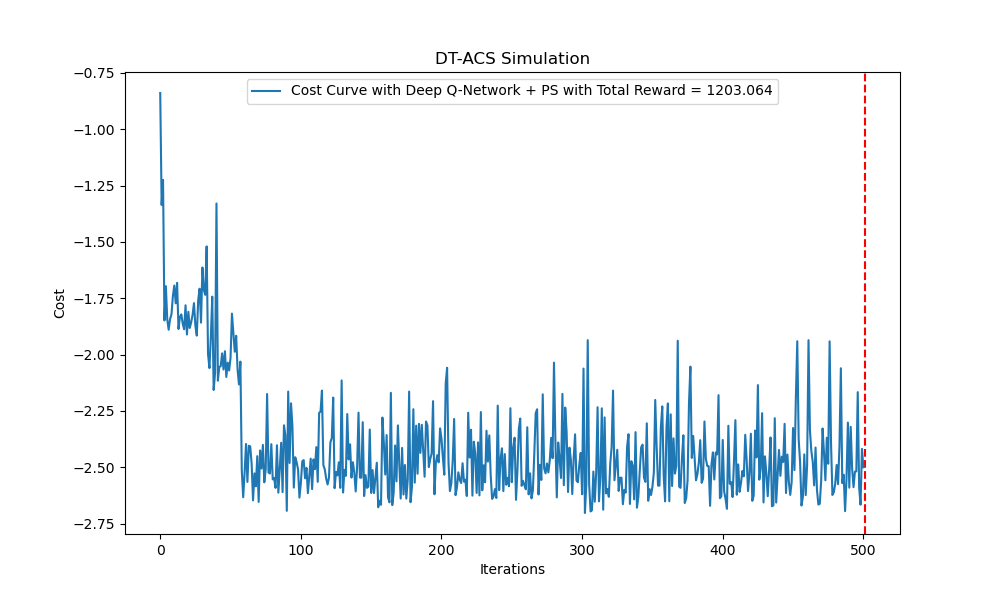 DT-ACS Simulation
Cost Curve with Deep Q-Network + PS with Total Reward = 1203.064
Cost
−0.75
−1.00
−1.25
−1.50
−1.75
−2.00
−2.25
−2.50
−2.75
0 100 200 300 400 500
Iterations